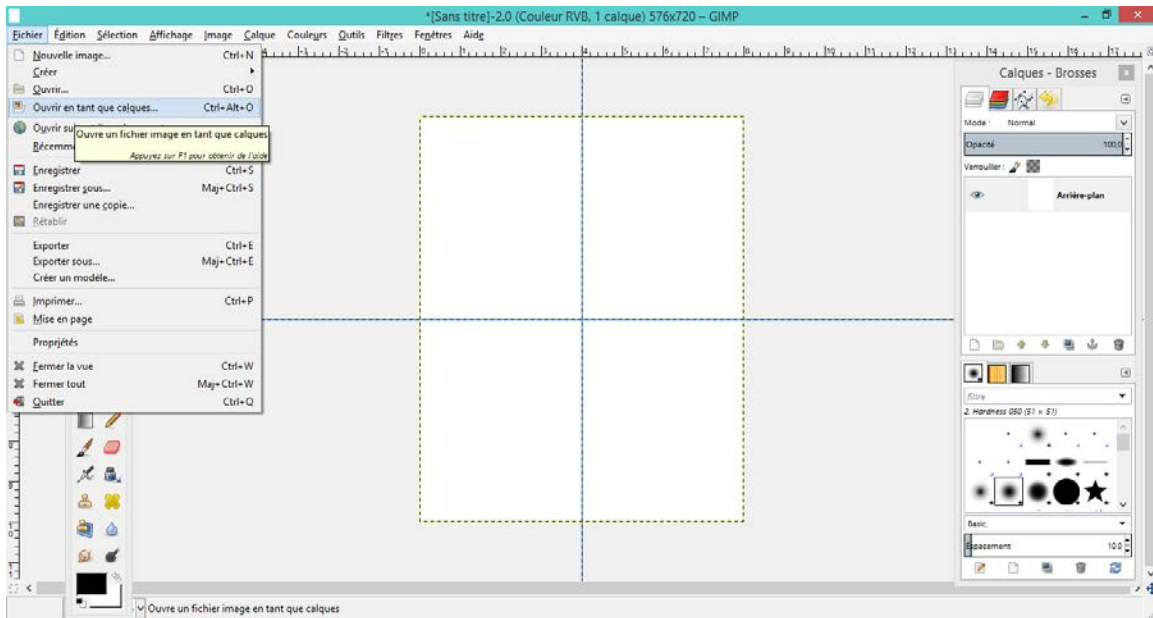 *[Sans titre]-2.0 (Couleur RVB, 1 calque) 576x720 – GIMP
Fichier Édition Sélection Affichage Image Calque Couleurs Outils Filtres Fenêtres Aide
Nouvelle image... Ctrl+N
Créer
Ouvrir... Ctrl+O
Ouvrir en tant que calques... Ctrl+Alt+O
Ouvrir su
Ouvre un fichier image en tant que calques
Récemm
Appuyez sur F1 pour obtenir de l'aide
Enregistrer Ctrl+S
Enregistrer sous... Maj+Ctrl+S
Enregistrer une copie...
Rétablir
Exporter Ctrl+E
Exporter sous... Maj+Ctrl+E
Créer un modèle...
Imprimer... Ctrl+P
Mise en page
Propriétés
Fermer la vue Ctrl+W
Fermer tout Maj+Ctrl+W
Quitter Ctrl+Q
Calques - Brosses
Mode : Normal
Opacité 100,0
Verrouiller :
Arrière-plan
filtre
2. Hardness 050 (51 × 51)
Basic,
Espacement 10,0
Ouvre un fichier image en tant que calques